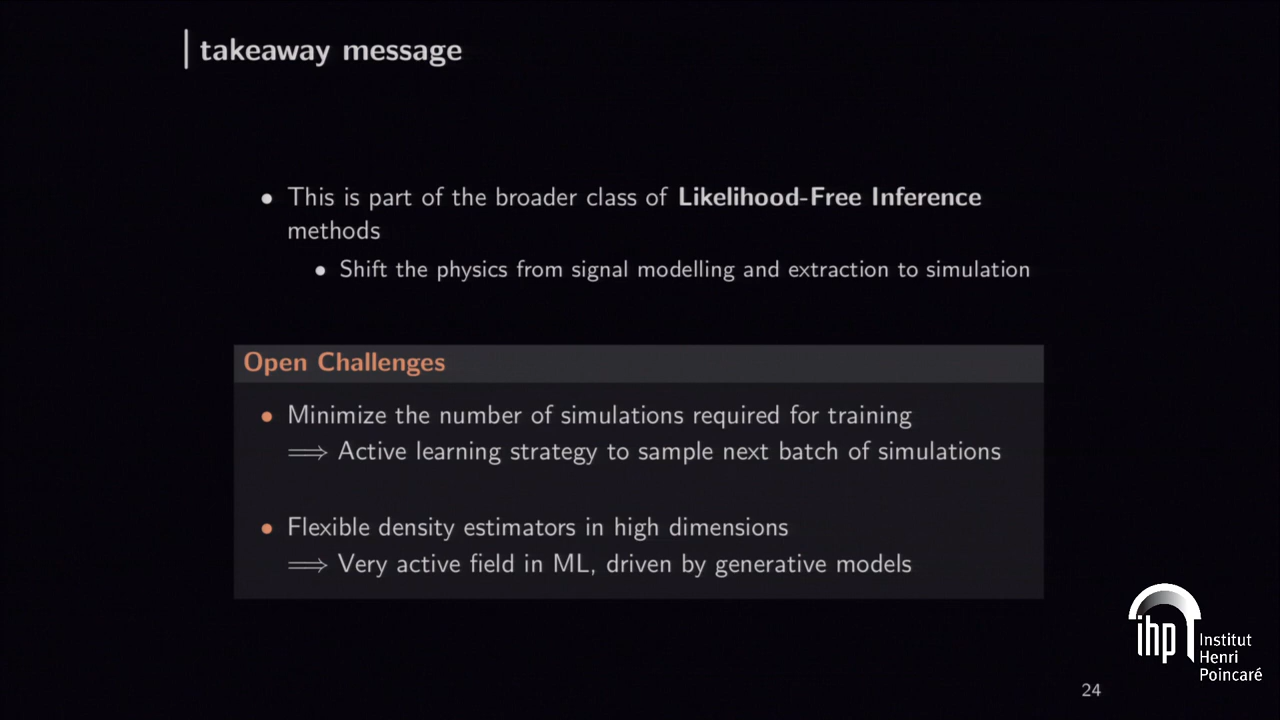 takeaway message
• This is part of the broader class of Likelihood-Free Inference
methods
• Shift the physics from signal modelling and extraction to simulation
Open Challenges
• Minimize the number of simulations required for training
⟹ Active learning strategy to sample next batch of simulations
• Flexible density estimators in high dimensions
⟹ Very active field in ML, driven by generative models
ihp
Institut
Henri
Poincaré
24